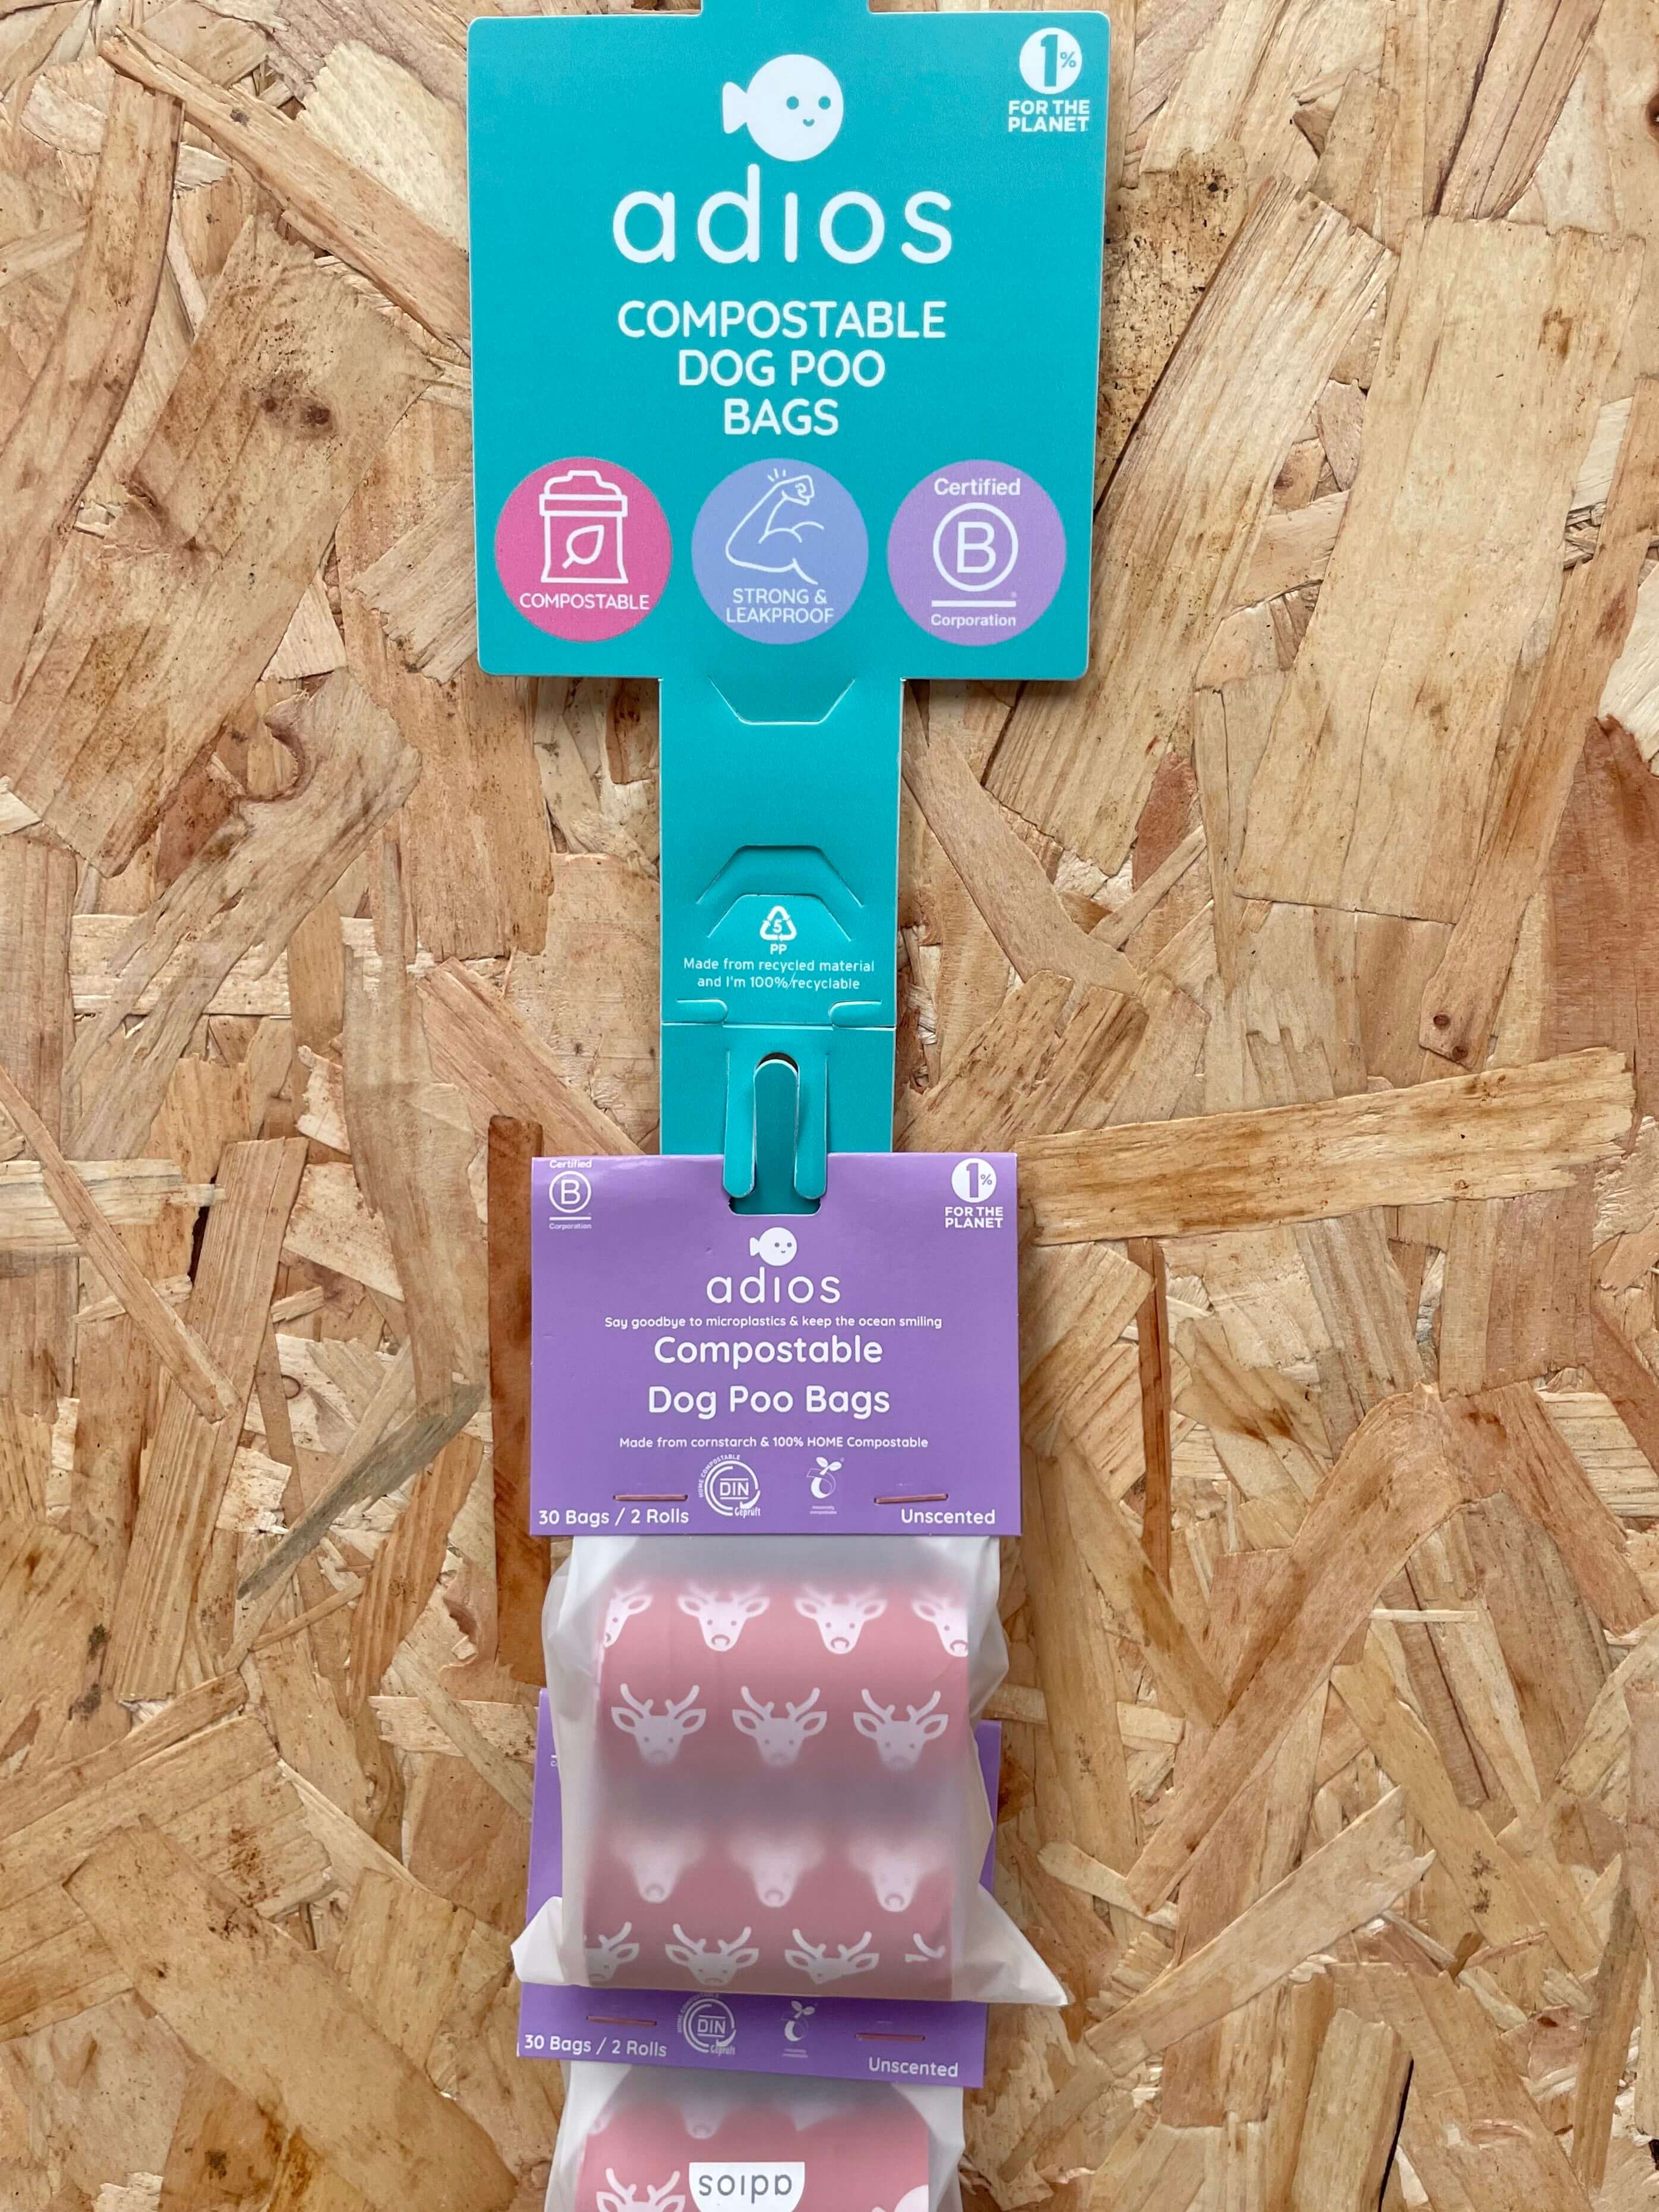 1%
FOR THE
PLANET
adios
COMPOSTABLE
DOG POO
BAGS
COMPOSTABLE
STRONG &
LEAKPROOF
Certified
B
®
Corporation
5
PP
Made from recycled material
and I'm 100% recyclable
Certified
B
Corporation
1%
FOR THE
PLANET
adios
Say goodbye to microplastics & keep the ocean smiling
Compostable
Dog Poo Bags
Made from cornstarch & 100% HOME Compostable
HOME COMPOSTABLE
DIN
Geprüft
30 Bags / 2 Rolls
Unscented
DIN
Geprüft
30 Bags / 2 Rolls
Unscented
adios